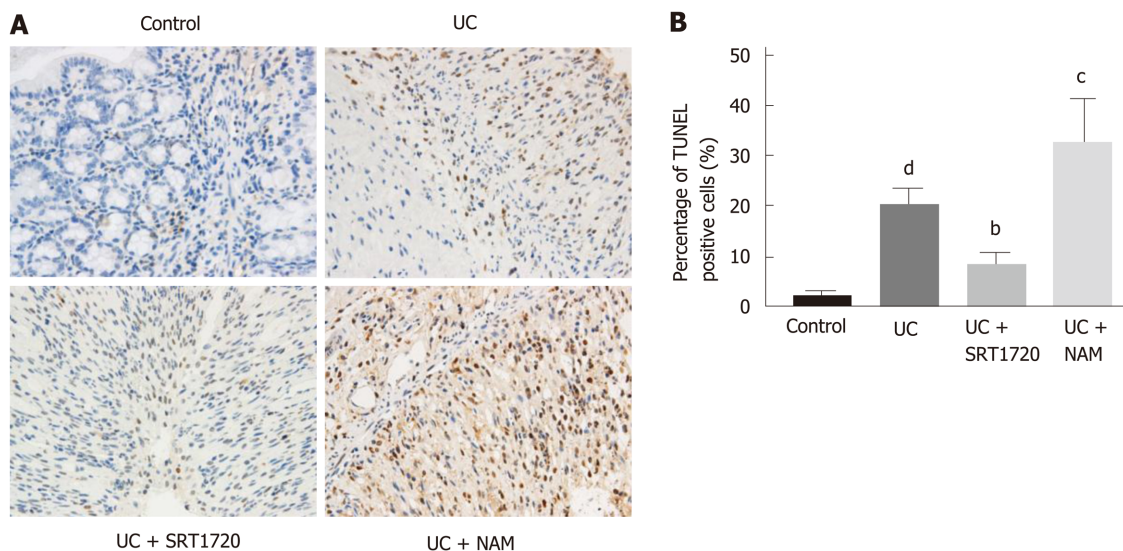 A
Control
UC
UC + SRT1720
UC + NAM
B
Percentage of TUNEL
positive cells (%)
50
40
30
20
10
0
d
b
c
Control
UC
UC +
SRT1720
UC +
NAM